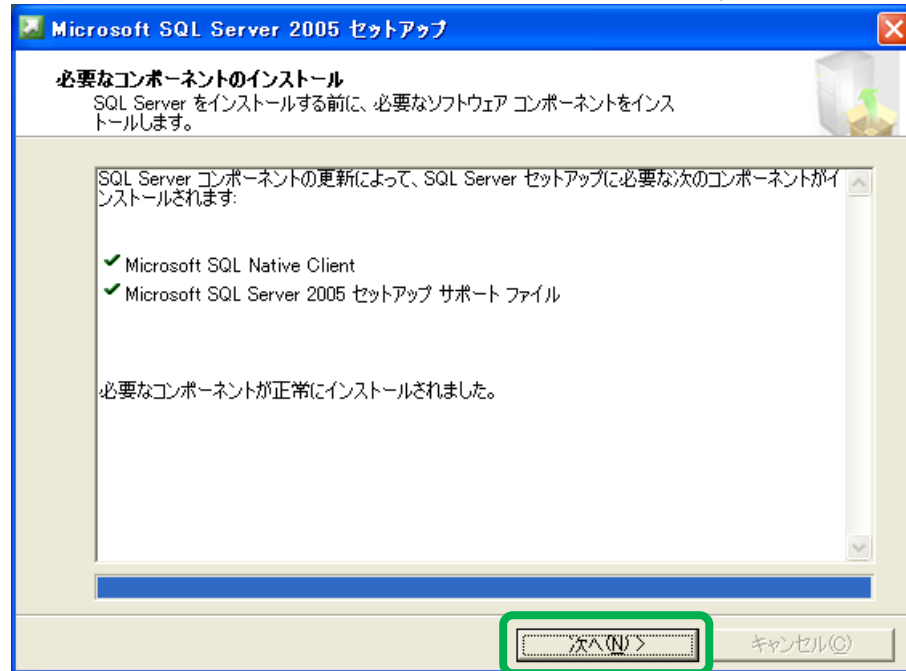 Microsoft SQL Server 2005 セットアップ
必要なコンポーネントのインストール
SQL Server をインストールする前に、必要なソフトウェア コンポーネントをインス
トールします。
SQL Server コンポーネントの更新によって、SQL Server セットアップに必要な次のコンポーネントがイ
ンストールされます:
Microsoft SQL Native Client
Microsoft SQL Server 2005 セットアップ サポート ファイル
必要なコンポーネントが正常にインストールされました。
次へ(N) > キャンセル(C)